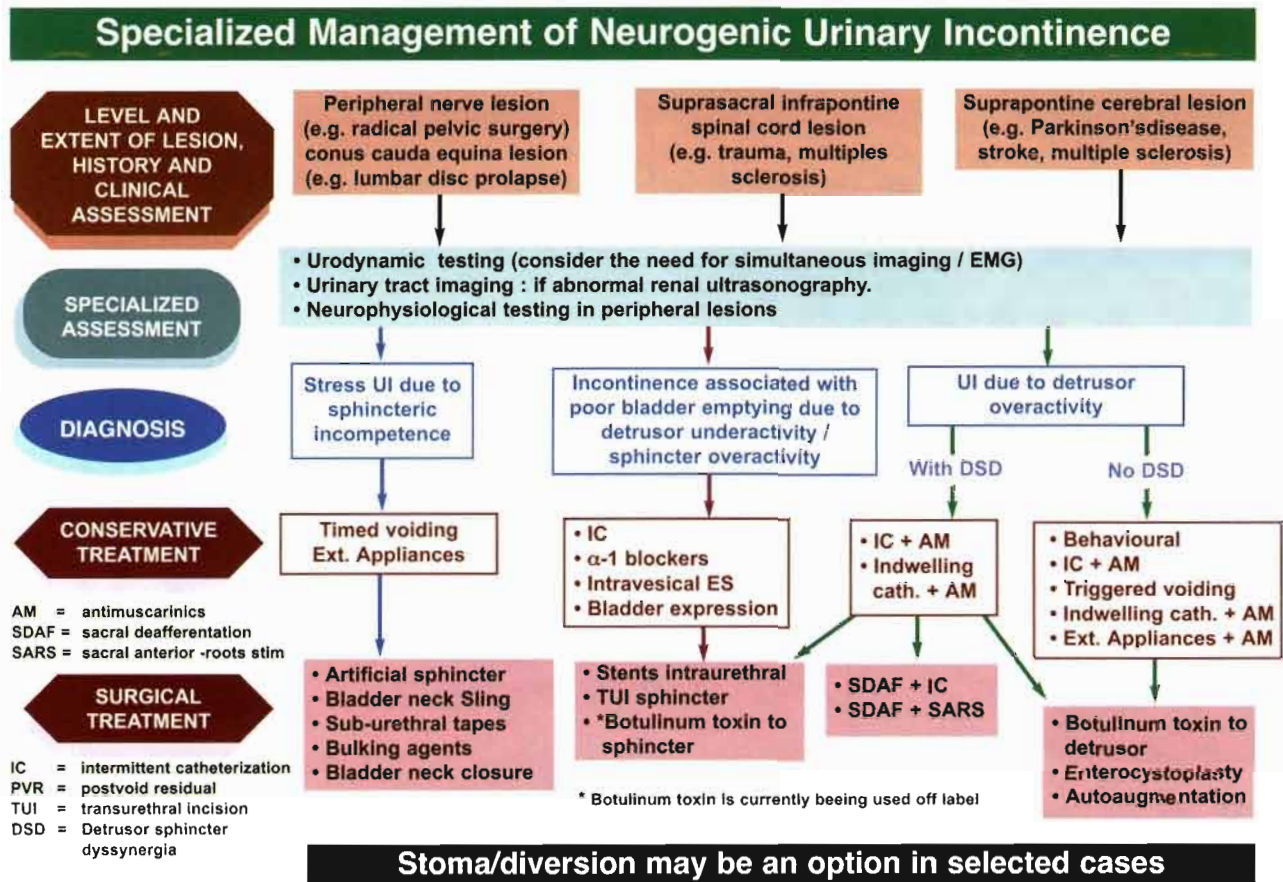 Specialized Management of Neurogenic Urinary Incontinence
LEVEL AND
EXTENT OF LESION,
HISTORY AND
CLINICAL
ASSESSMENT
Peripheral nerve lesion
(e.g. radical pelvic surgery)
conus cauda equina lesion
(e.g. lumbar disc prolapse)
Suprasacral infrapontine
spinal cord lesion
(e.g. trauma, multiples
sclerosis)
Suprapontine cerebral lesion
(e.g. Parkinson'sdisease,
stroke, multiple sclerosis)
SPECIALIZED
ASSESSMENT
• Urodynamic testing (consider the need for simultaneous imaging / EMG)
• Urinary tract imaging : if abnormal renal ultrasonography.
• Neurophysiological testing in peripheral lesions
DIAGNOSIS
Stress UI due to
sphincteric
incompetence
Incontinence associated with
poor bladder emptying due to
detrusor underactivity /
sphincter overactivity
UI due to detrusor
overactivity
With DSD
No DSD
CONSERVATIVE
TREATMENT
Timed voiding
Ext. Appliances
• IC
• α-1 blockers
• Intravesical ES
• Bladder expression
• IC + AM
• Indwelling
cath. + AM
• Behavioural
• IC + AM
• Triggered voiding
• Indwelling cath. + AM
• Ext. Appliances + AM
AM = antimuscarinics
SDAF = sacral deafferentation
SARS = sacral anterior -roots stim
SURGICAL
TREATMENT
• Artificial sphincter
• Bladder neck Sling
• Sub-urethral tapes
• Bulking agents
• Bladder neck closure
• Stents intraurethral
• TUI sphincter
• *Botulinum toxin to
sphincter
• SDAF + IC
• SDAF + SARS
• Botulinum toxin to
detrusor
• Enterocystoplasty
• Autoaugmentation
IC = intermittent catheterization
PVR = postvoid residual
TUI = transurethral incision
DSD = Detrusor sphincter
dyssynergia
* Botulinum toxin is currently beeing used off label
Stoma/diversion may be an option in selected cases